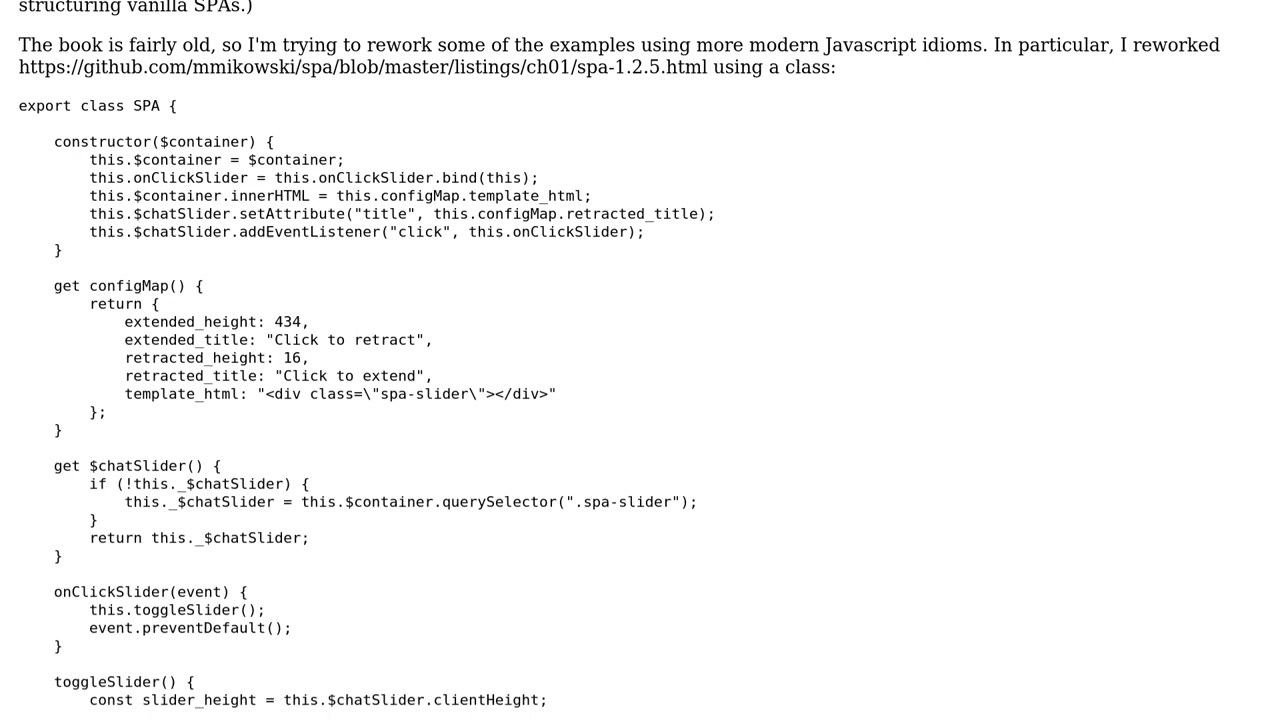 structuring vanilla SPAs.)
The book is fairly old, so I'm trying to rework some of the examples using more modern Javascript idioms. In particular, I reworked
https://github.com/mmikowski/spa/blob/master/listings/ch01/spa-1.2.5.html using a class:
export class SPA {
    constructor($container) {
        this.$container = $container;
        this.onClickSlider = this.onClickSlider.bind(this);
        this.$container.innerHTML = this.configMap.template_html;
        this.$chatSlider.setAttribute("title", this.configMap.retracted_title);
        this.$chatSlider.addEventListener("click", this.onClickSlider);
    }
    get configMap() {
        return {
            extended_height: 434,
            extended_title: "Click to retract",
            retracted_height: 16,
            retracted_title: "Click to extend",
            template_html: "<div class=\"spa-slider\"></div>"
        };
    }
    get $chatSlider() {
        if (!this._$chatSlider) {
            this._$chatSlider = this.$container.querySelector(".spa-slider");
        }
        return this._$chatSlider;
    }
    onClickSlider(event) {
        this.toggleSlider();
        event.preventDefault();
    }
    toggleSlider() {
        const slider_height = this.$chatSlider.clientHeight;